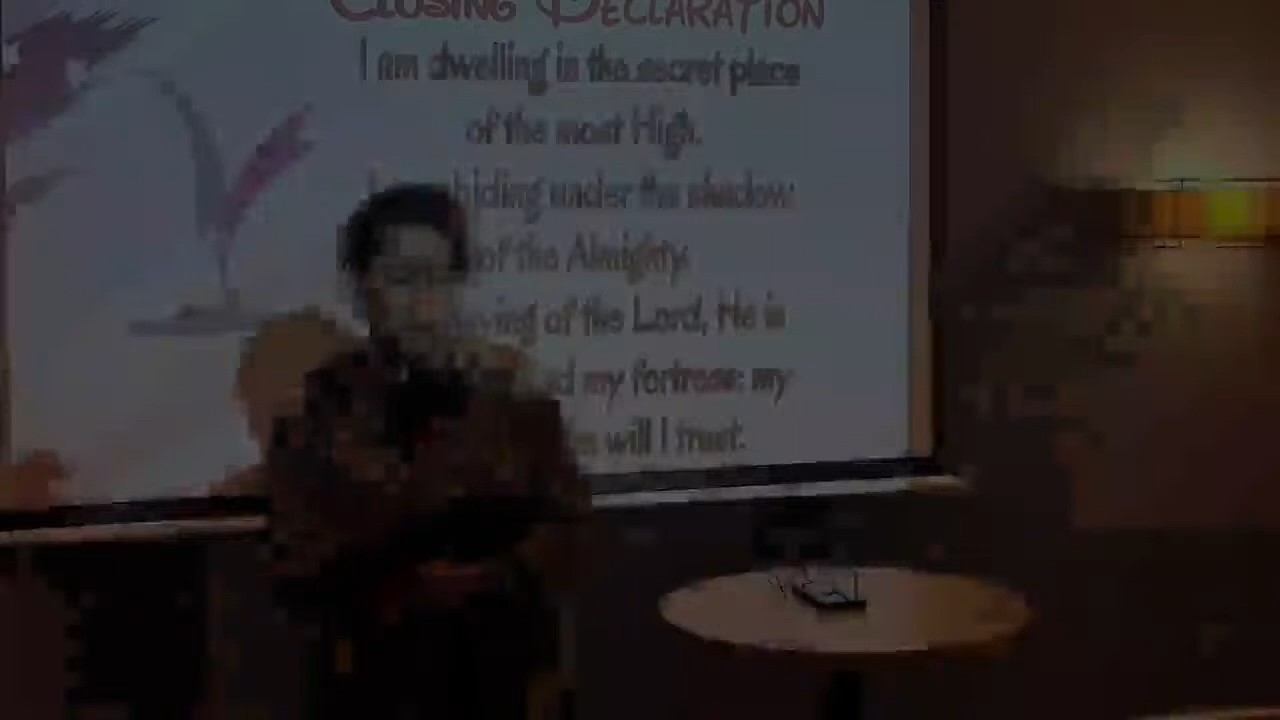 CLOSING DECLARATION
I am dwelling in the secret place
of the most High.
hiding under the shadow
of the Almighty.
of the Lord, He is
my fortress: my
will I trust.